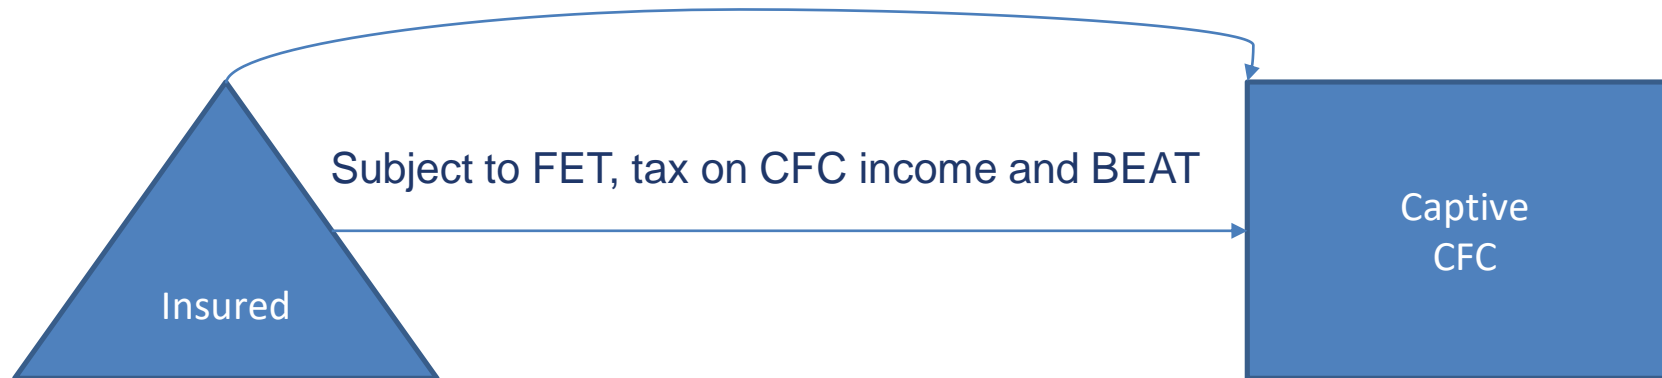 Subject to FET, tax on CFC income and BEAT
Captive
CFC
Insured